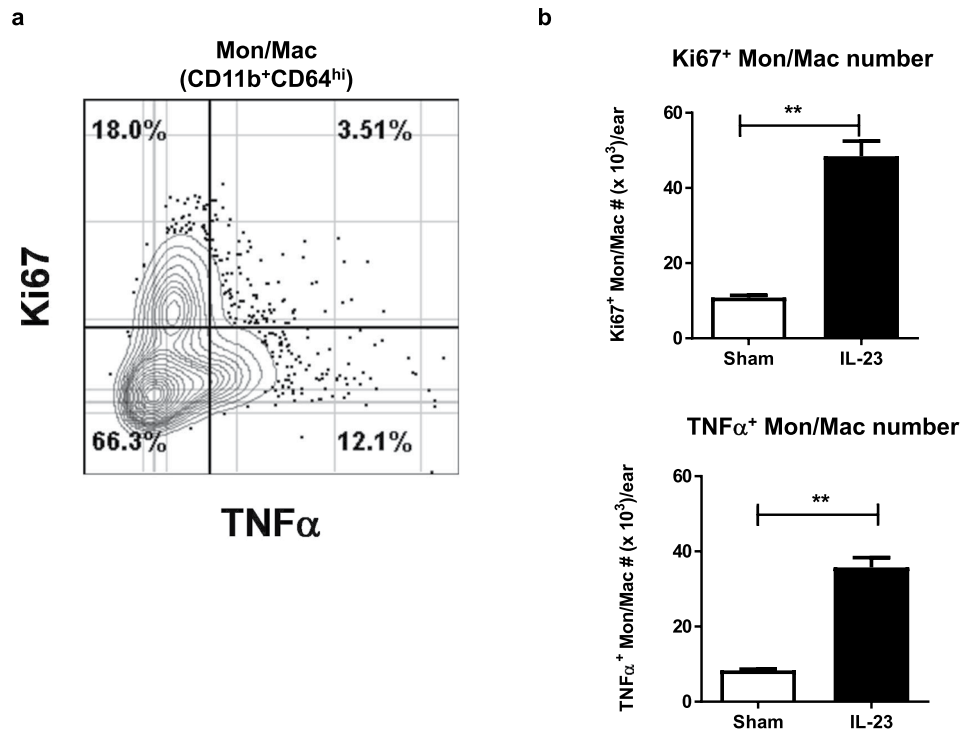 a
Mon/Mac
(CD11b⁺CD64ʰⁱ)
18.0%
3.51%
66.3%
12.1%
Ki67
TNFα
b
Ki67⁺ Mon/Mac number
Ki67⁺ Mon/Mac # (x 10³)/ear
60
40
20
0
**
Sham
IL-23
TNFα⁺ Mon/Mac number
TNFα⁺ Mon/Mac # (x 10³)/ear
60
40
20
0
**
Sham
IL-23